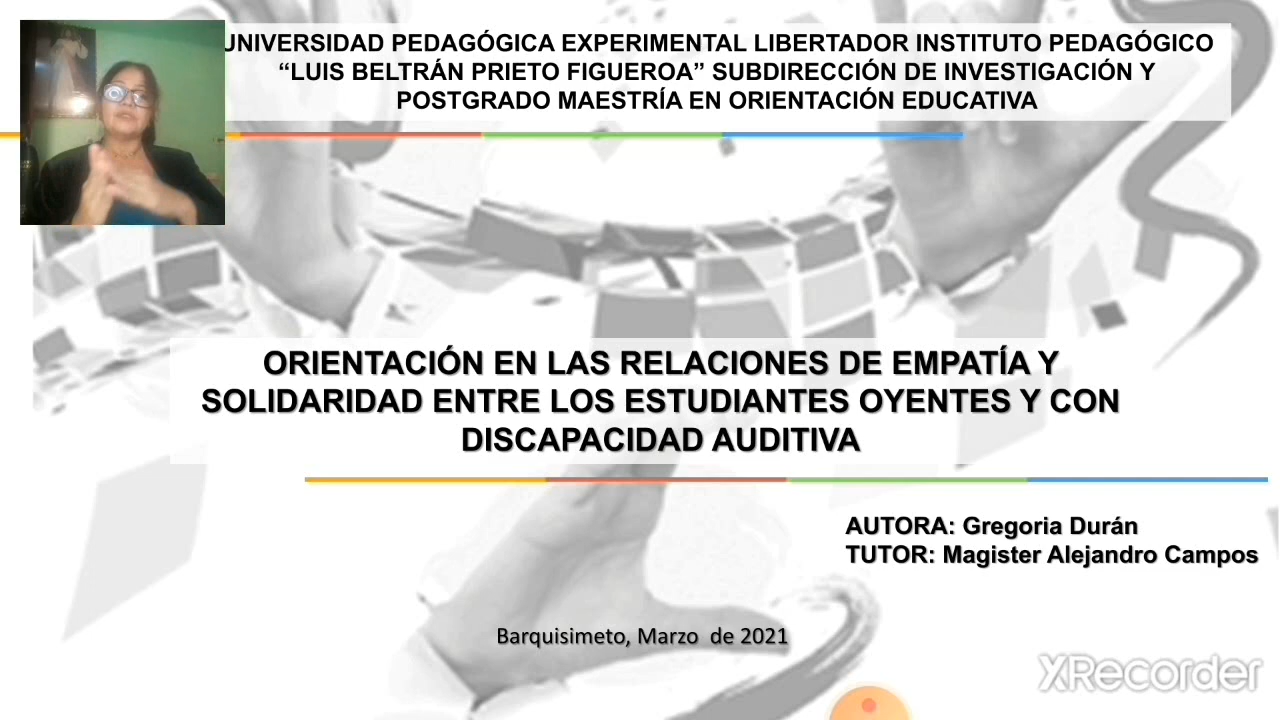 UNIVERSIDAD PEDAGÓGICA EXPERIMENTAL LIBERTADOR INSTITUTO PEDAGÓGICO
“LUIS BELTRÁN PRIETO FIGUEROA” SUBDIRECCIÓN DE INVESTIGACIÓN Y
POSTGRADO MAESTRÍA EN ORIENTACIÓN EDUCATIVA
ORIENTACIÓN EN LAS RELACIONES DE EMPATÍA Y
SOLIDARIDAD ENTRE LOS ESTUDIANTES OYENTES Y CON
DISCAPACIDAD AUDITIVA
AUTORA: Gregoria Durán
TUTOR: Magister Alejandro Campos
Barquisimeto, Marzo de 2021
XRecorder